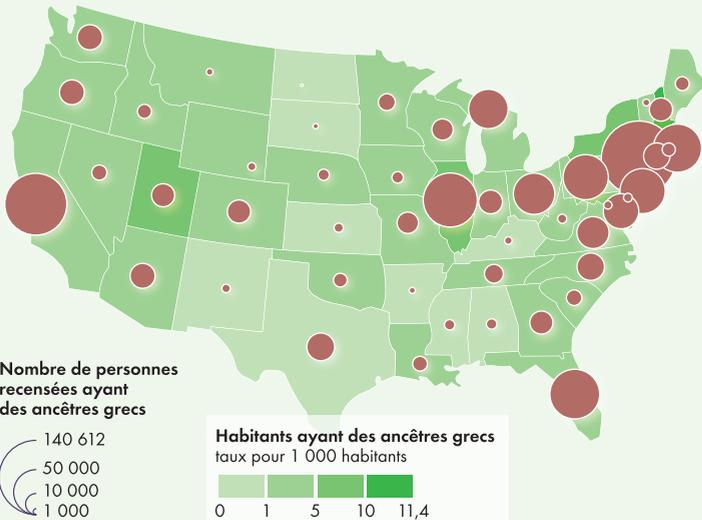 Nombre de personnes
recensées ayant
des ancêtres grecs
140 612
50 000
10 000
1 000
Habitants ayant des ancêtres grecs
taux pour 1 000 habitants
0 1 5 10 11,4